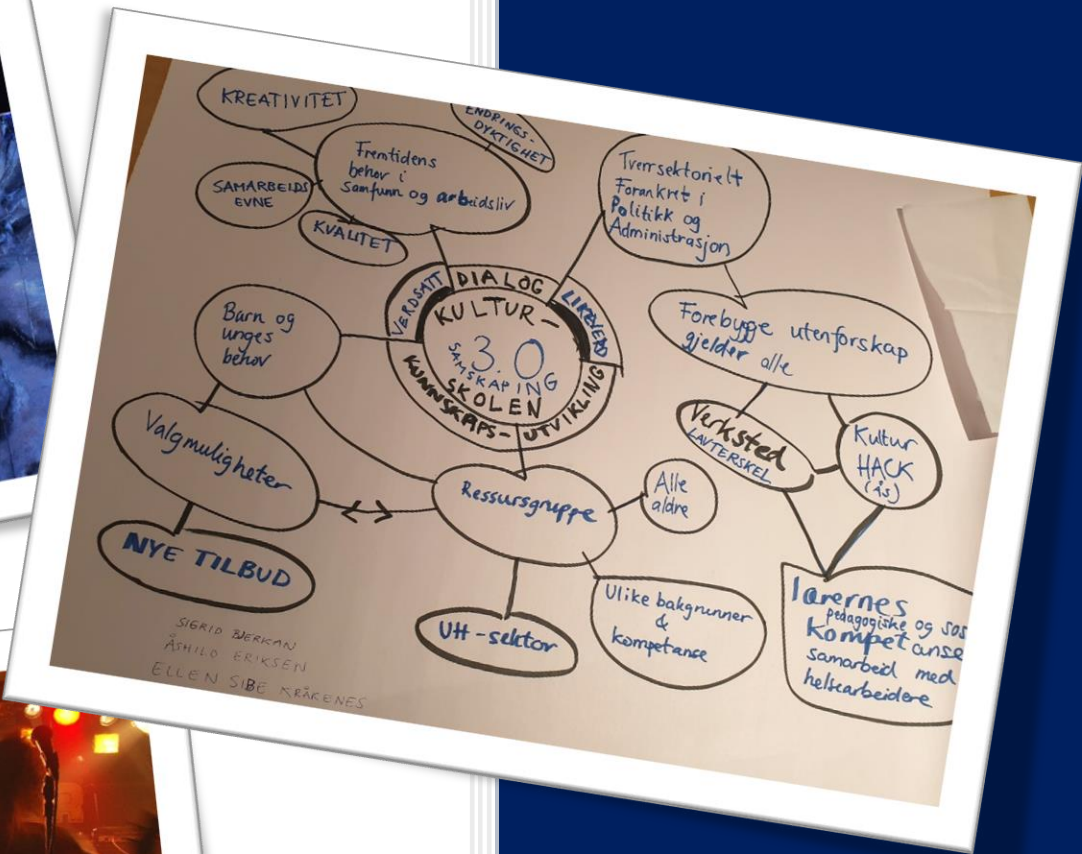 KREATIVITET
ENDRINGS-
DYKTIGHET
Fremtidens
behov i
Samfunn og arbeidsliv
SAMARBEIDS
EVNE
KVALITET
Tverrsektorielt
Forankret i
Politikk og
Administrasjon
VERDSATT
DIALOG
LIKEVERD
KUNNSKAPS-
UTVIKLING
KULTUR-
3.0
SAMSKAPING
SKOLEN
Barn og
unges
behov
Forebygge utenforskap
gjelder alle
Valgmuligheter
Verksted
LAVTERSKEL
Kultur
HACK
(ís)
Ressursgruppe
Alle
aldre
NYE TILBUD
UH-sektor
Ulike bakgrunner
&
kompetanse
lærernes
pedagogiske og sos
Kompetanse
samarbeid med
helsearbeidere
SIGRID BJERKAN
ÅSHILD ERIKSEN
ELLEN SIBE KRÅKENES